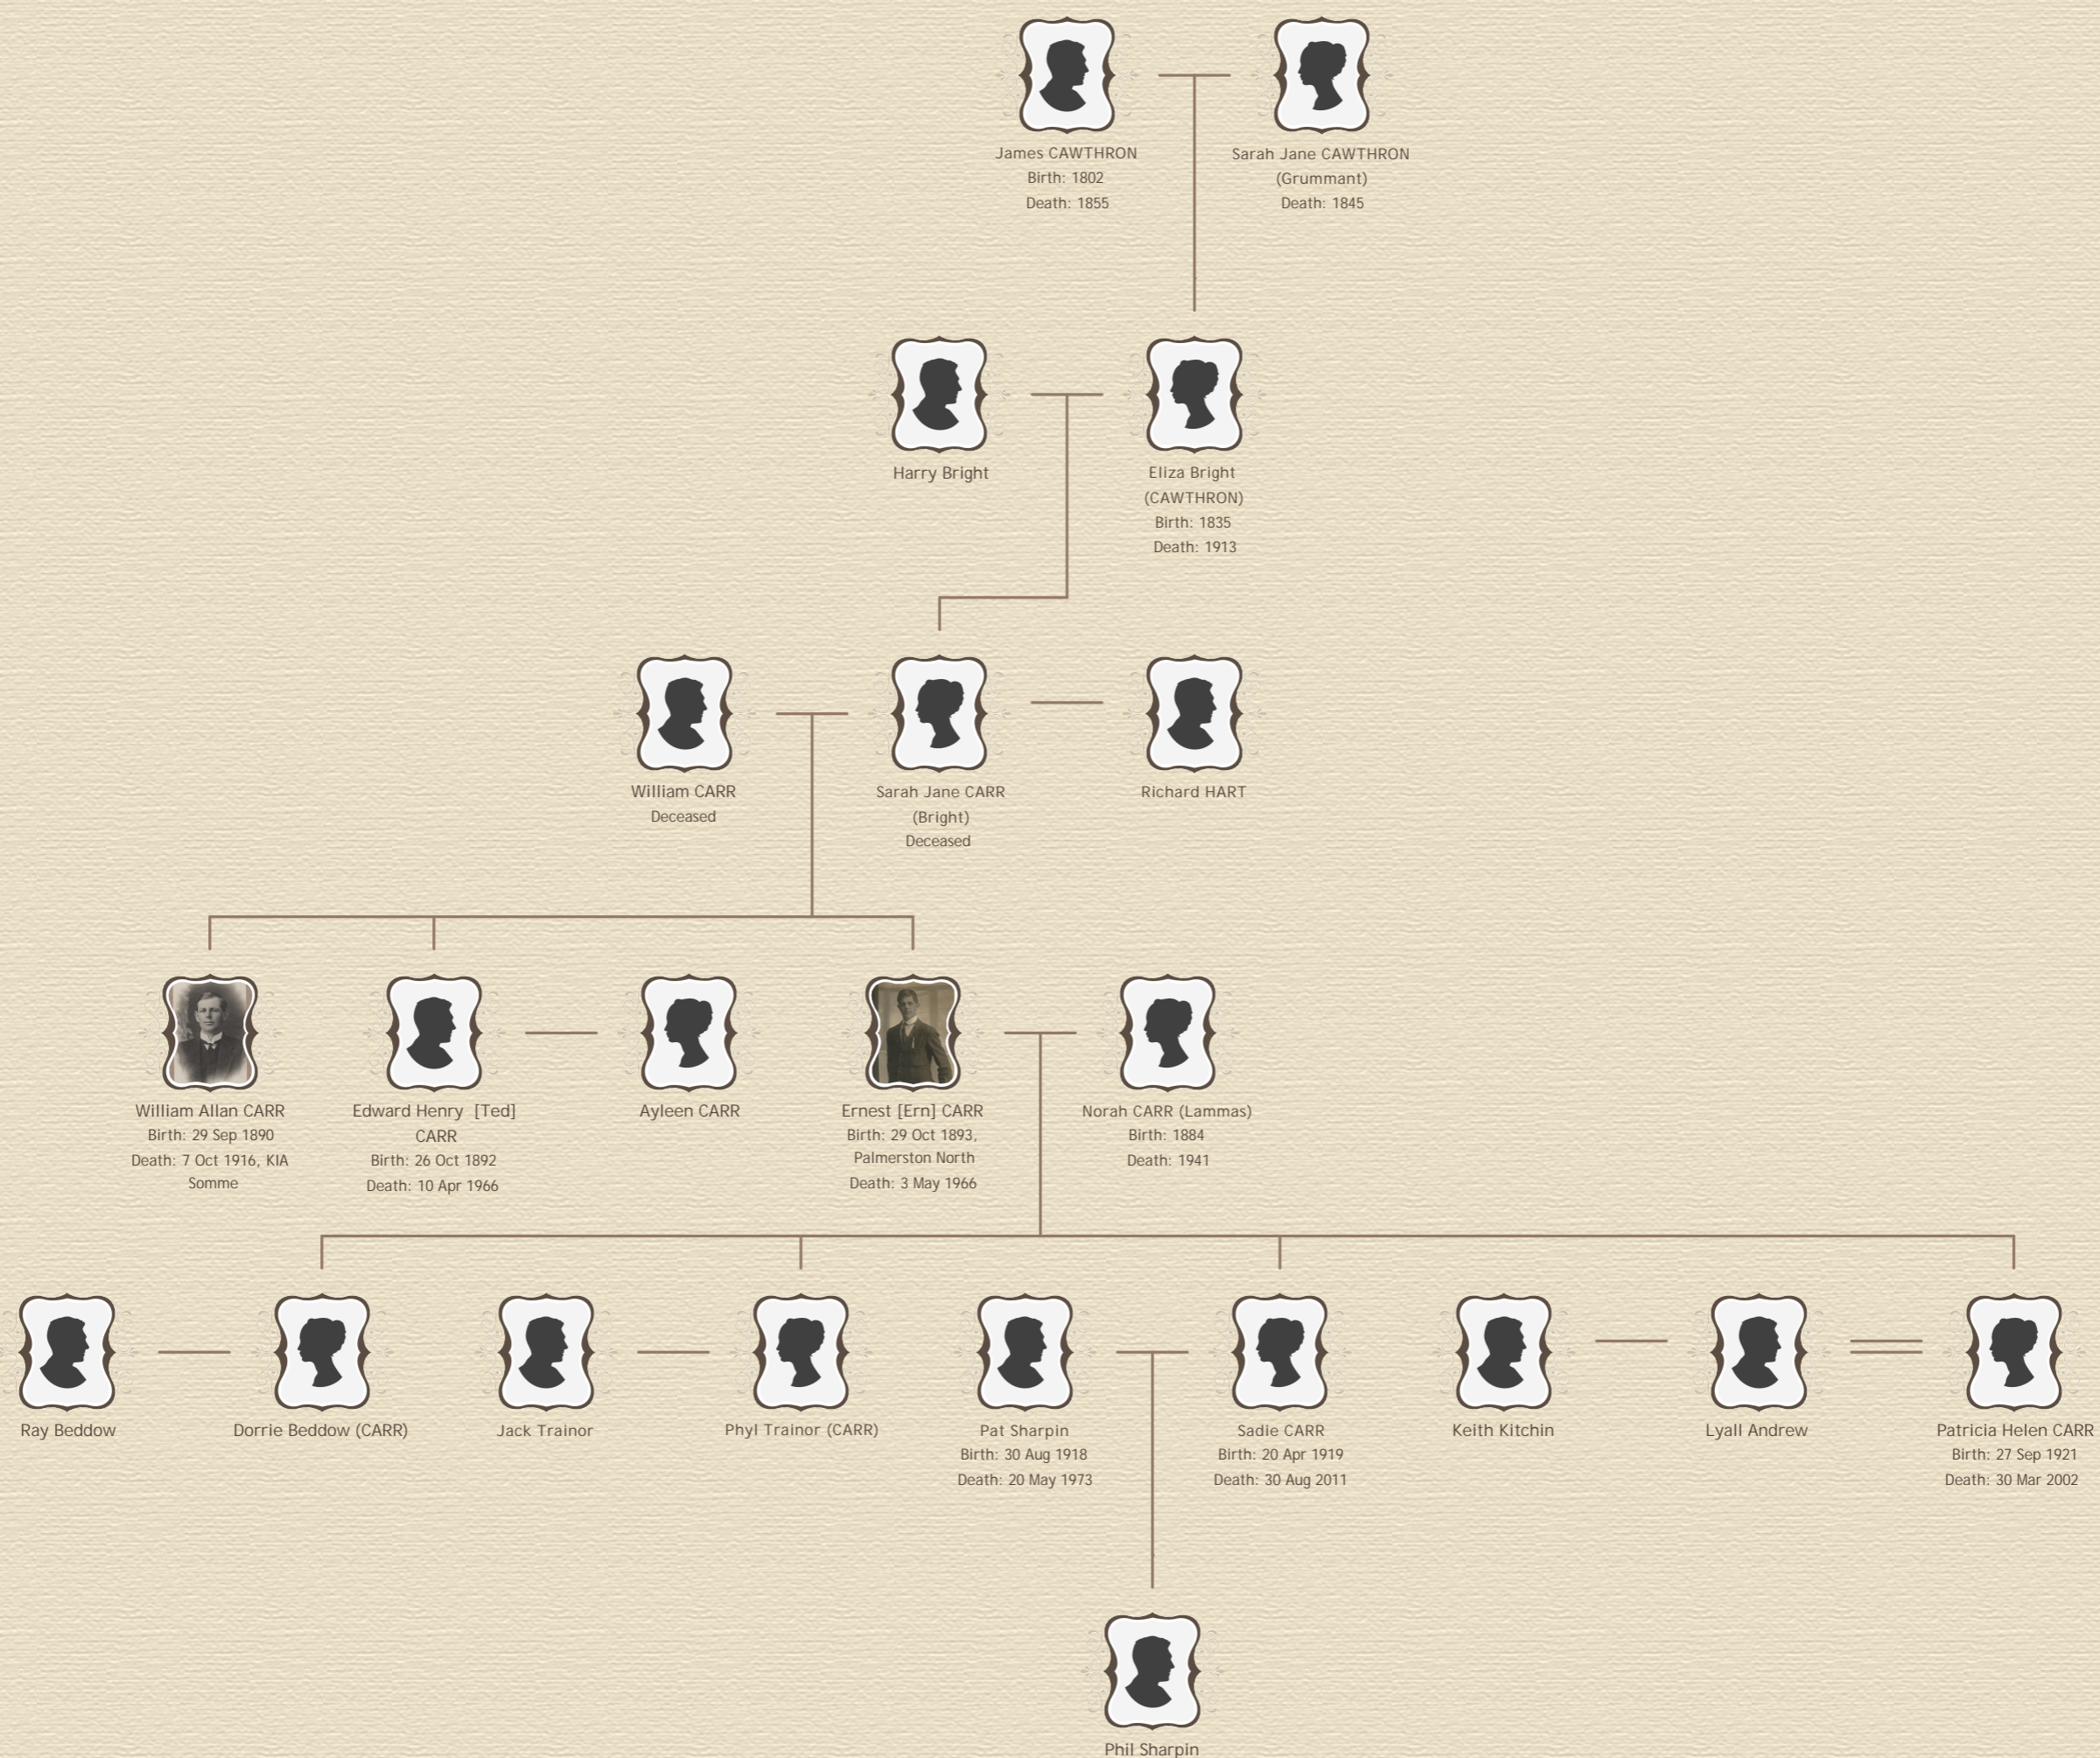 James CAWTHRON
Birth: 1802
Death: 1855
Sarah Jane CAWTHRON
(Grummant)
Death: 1845
Harry Bright
Eliza Bright
(CAWTHRON)
Birth: 1835
Death: 1913
William CARR
Deceased
Sarah Jane CARR
(Bright)
Deceased
Richard HART
William Allan CARR
Birth: 29 Sep 1890
Death: 7 Oct 1916, KIA
Somme
Edward Henry  [Ted]
CARR
Birth: 26 Oct 1892
Death: 10 Apr 1966
Ayleen CARR
Ernest [Ern] CARR
Birth: 29 Oct 1893,
Palmerston North
Death: 3 May 1966
Norah CARR (Lammas)
Birth: 1884
Death: 1941
Ray Beddow
Dorrie Beddow (CARR)
Jack Trainor
Phyl Trainor (CARR)
Pat Sharpin
Birth: 30 Aug 1918
Death: 20 May 1973
Sadie CARR
Birth: 20 Apr 1919
Death: 30 Aug 2011
Keith Kitchin
Lyall Andrew
Patricia Helen CARR
Birth: 27 Sep 1921
Death: 30 Mar 2002
Phil Sharpin